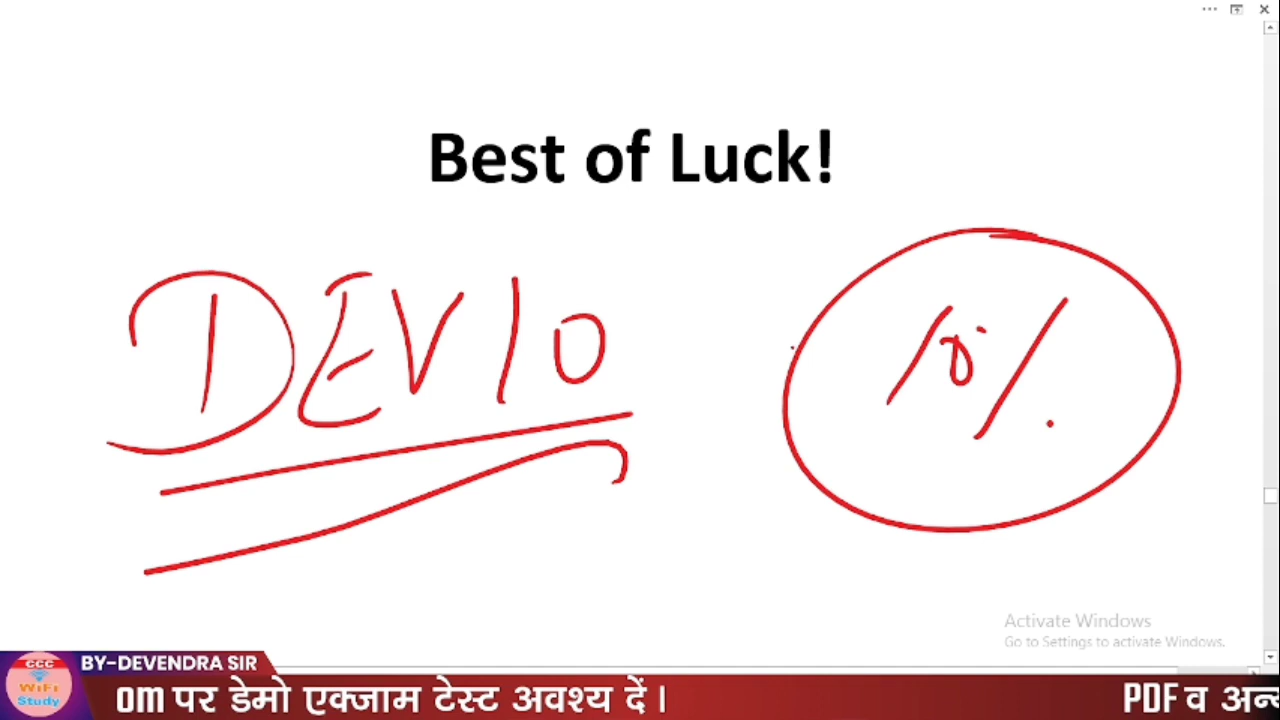 Best of Luck!
DEV10
10%
Activate Windows
Go to Settings to activate Windows.
CCC
WiFi
Study
BY-DEVENDRA SIR
om पर डेमो एक्जाम टेस्ट अवश्य दें।
PDF व अन्य